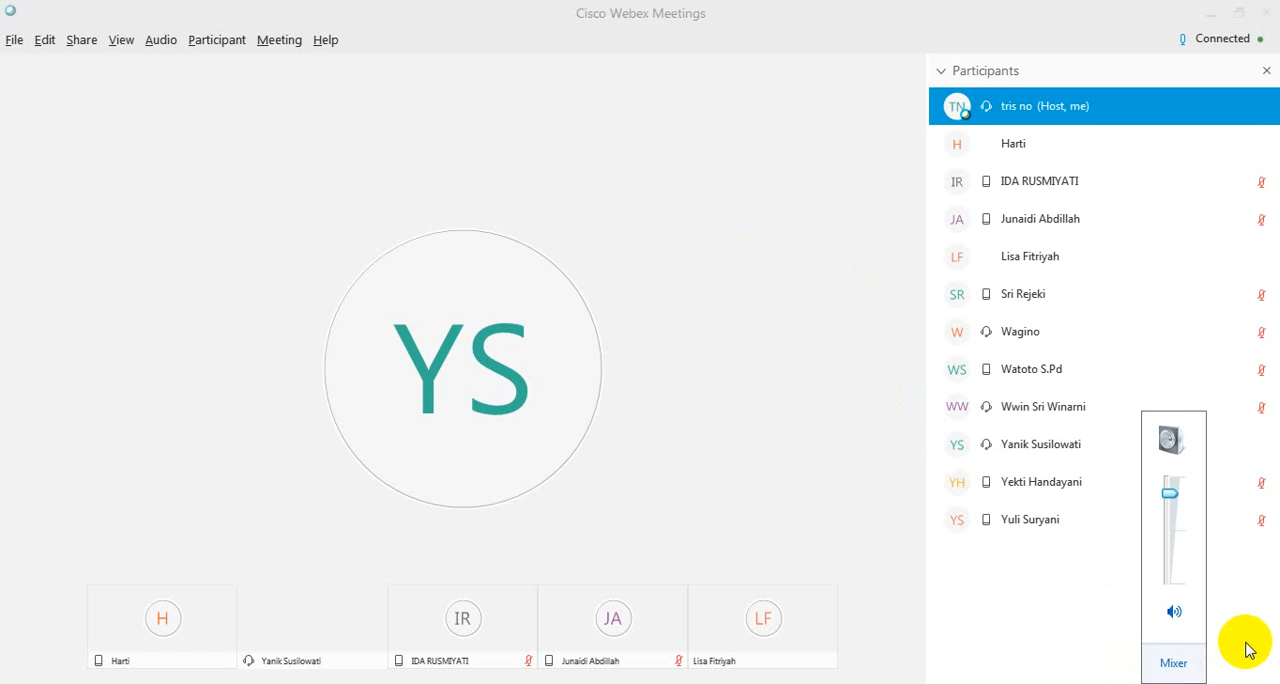 Cisco Webex Meetings
File Edit Share View Audio Participant Meeting Help
Connected
Participants
TN tris no (Host, me)
H Harti
IR IDA RUSMIYATI
JA Junaidi Abdillah
LF Lisa Fitriyah
SR Sri Rejeki
W Wagino
WS Watoto S.Pd
WW Wwin Sri Winarni
YS Yanik Susilowati
YH Yekti Handayani
YS Yuli Suryani
YS
H IR JA LF
Harti Yanik Susilowati IDA RUSMIYATI Junaidi Abdillah Lisa Fitriyah
Mixer